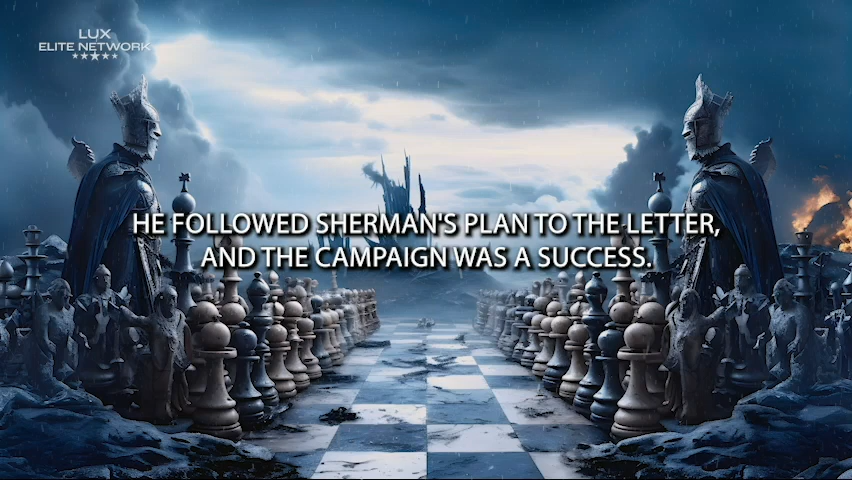 LUX
ELITE NETWORK
HE FOLLOWED SHERMAN'S PLAN TO THE LETTER,
AND THE CAMPAIGN WAS A SUCCESS.